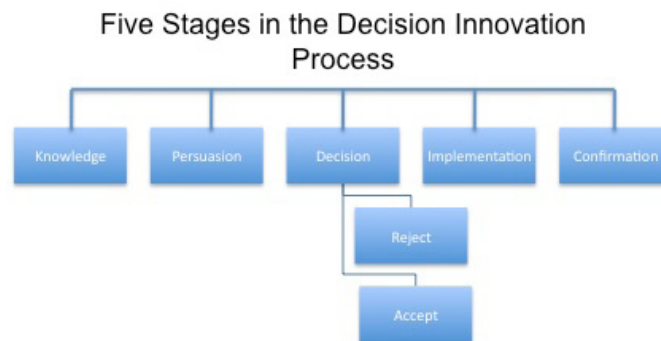 Five Stages in the Decision Innovation
Process
Knowledge
Persuasion
Decision
Implementation
Confirmation
Reject
Accept